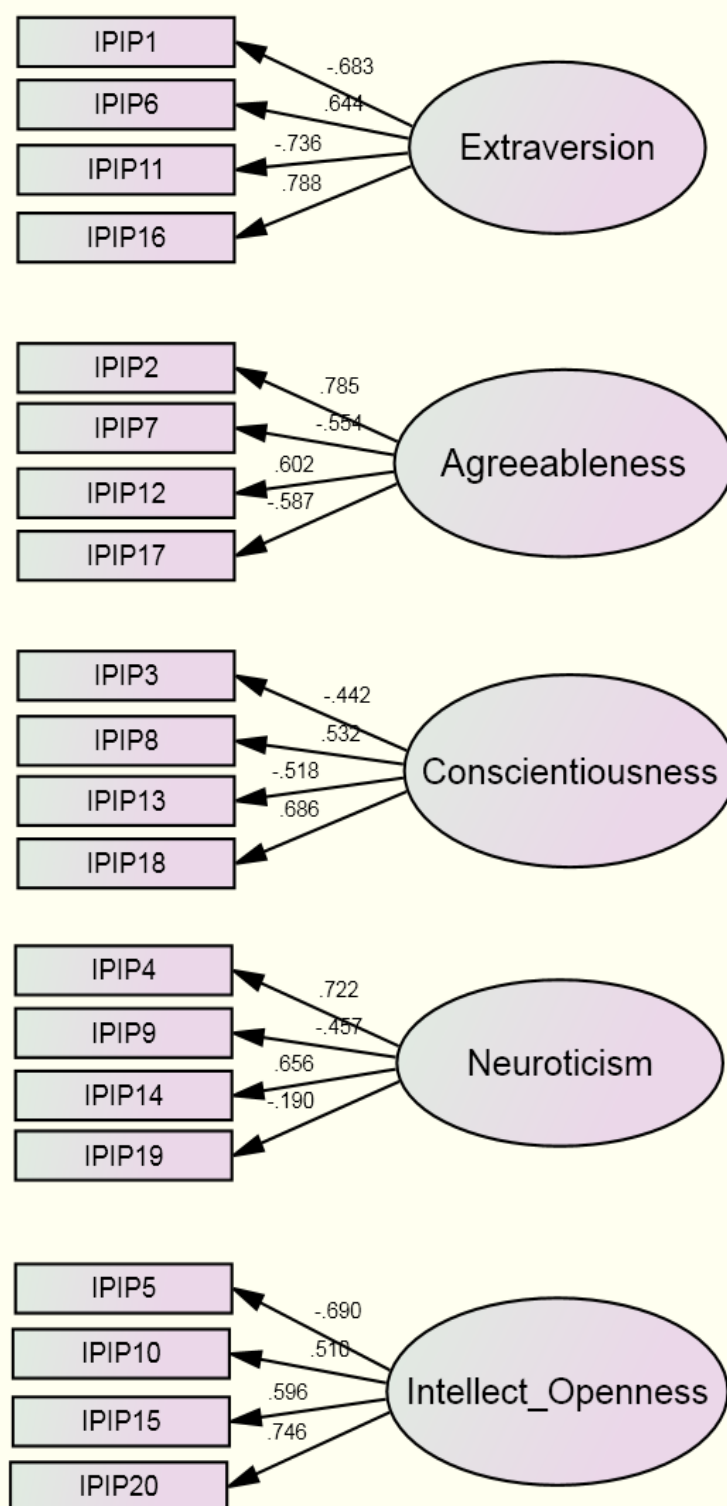 IPIP1
-.683
IPIP6
.644
-.736
IPIP11
.788
IPIP16
Extraversion
IPIP2
.785
IPIP7
-.554
.602
IPIP12
-.587
IPIP17
Agreeableness
IPIP3
-.442
IPIP8
.532
-.518
IPIP13
.686
IPIP18
Conscientiousness
IPIP4
.722
IPIP9
-.457
.656
IPIP14
-.190
IPIP19
Neuroticism
IPIP5
-.690
IPIP10
.510
.596
IPIP15
.746
IPIP20
Intellect_Openness